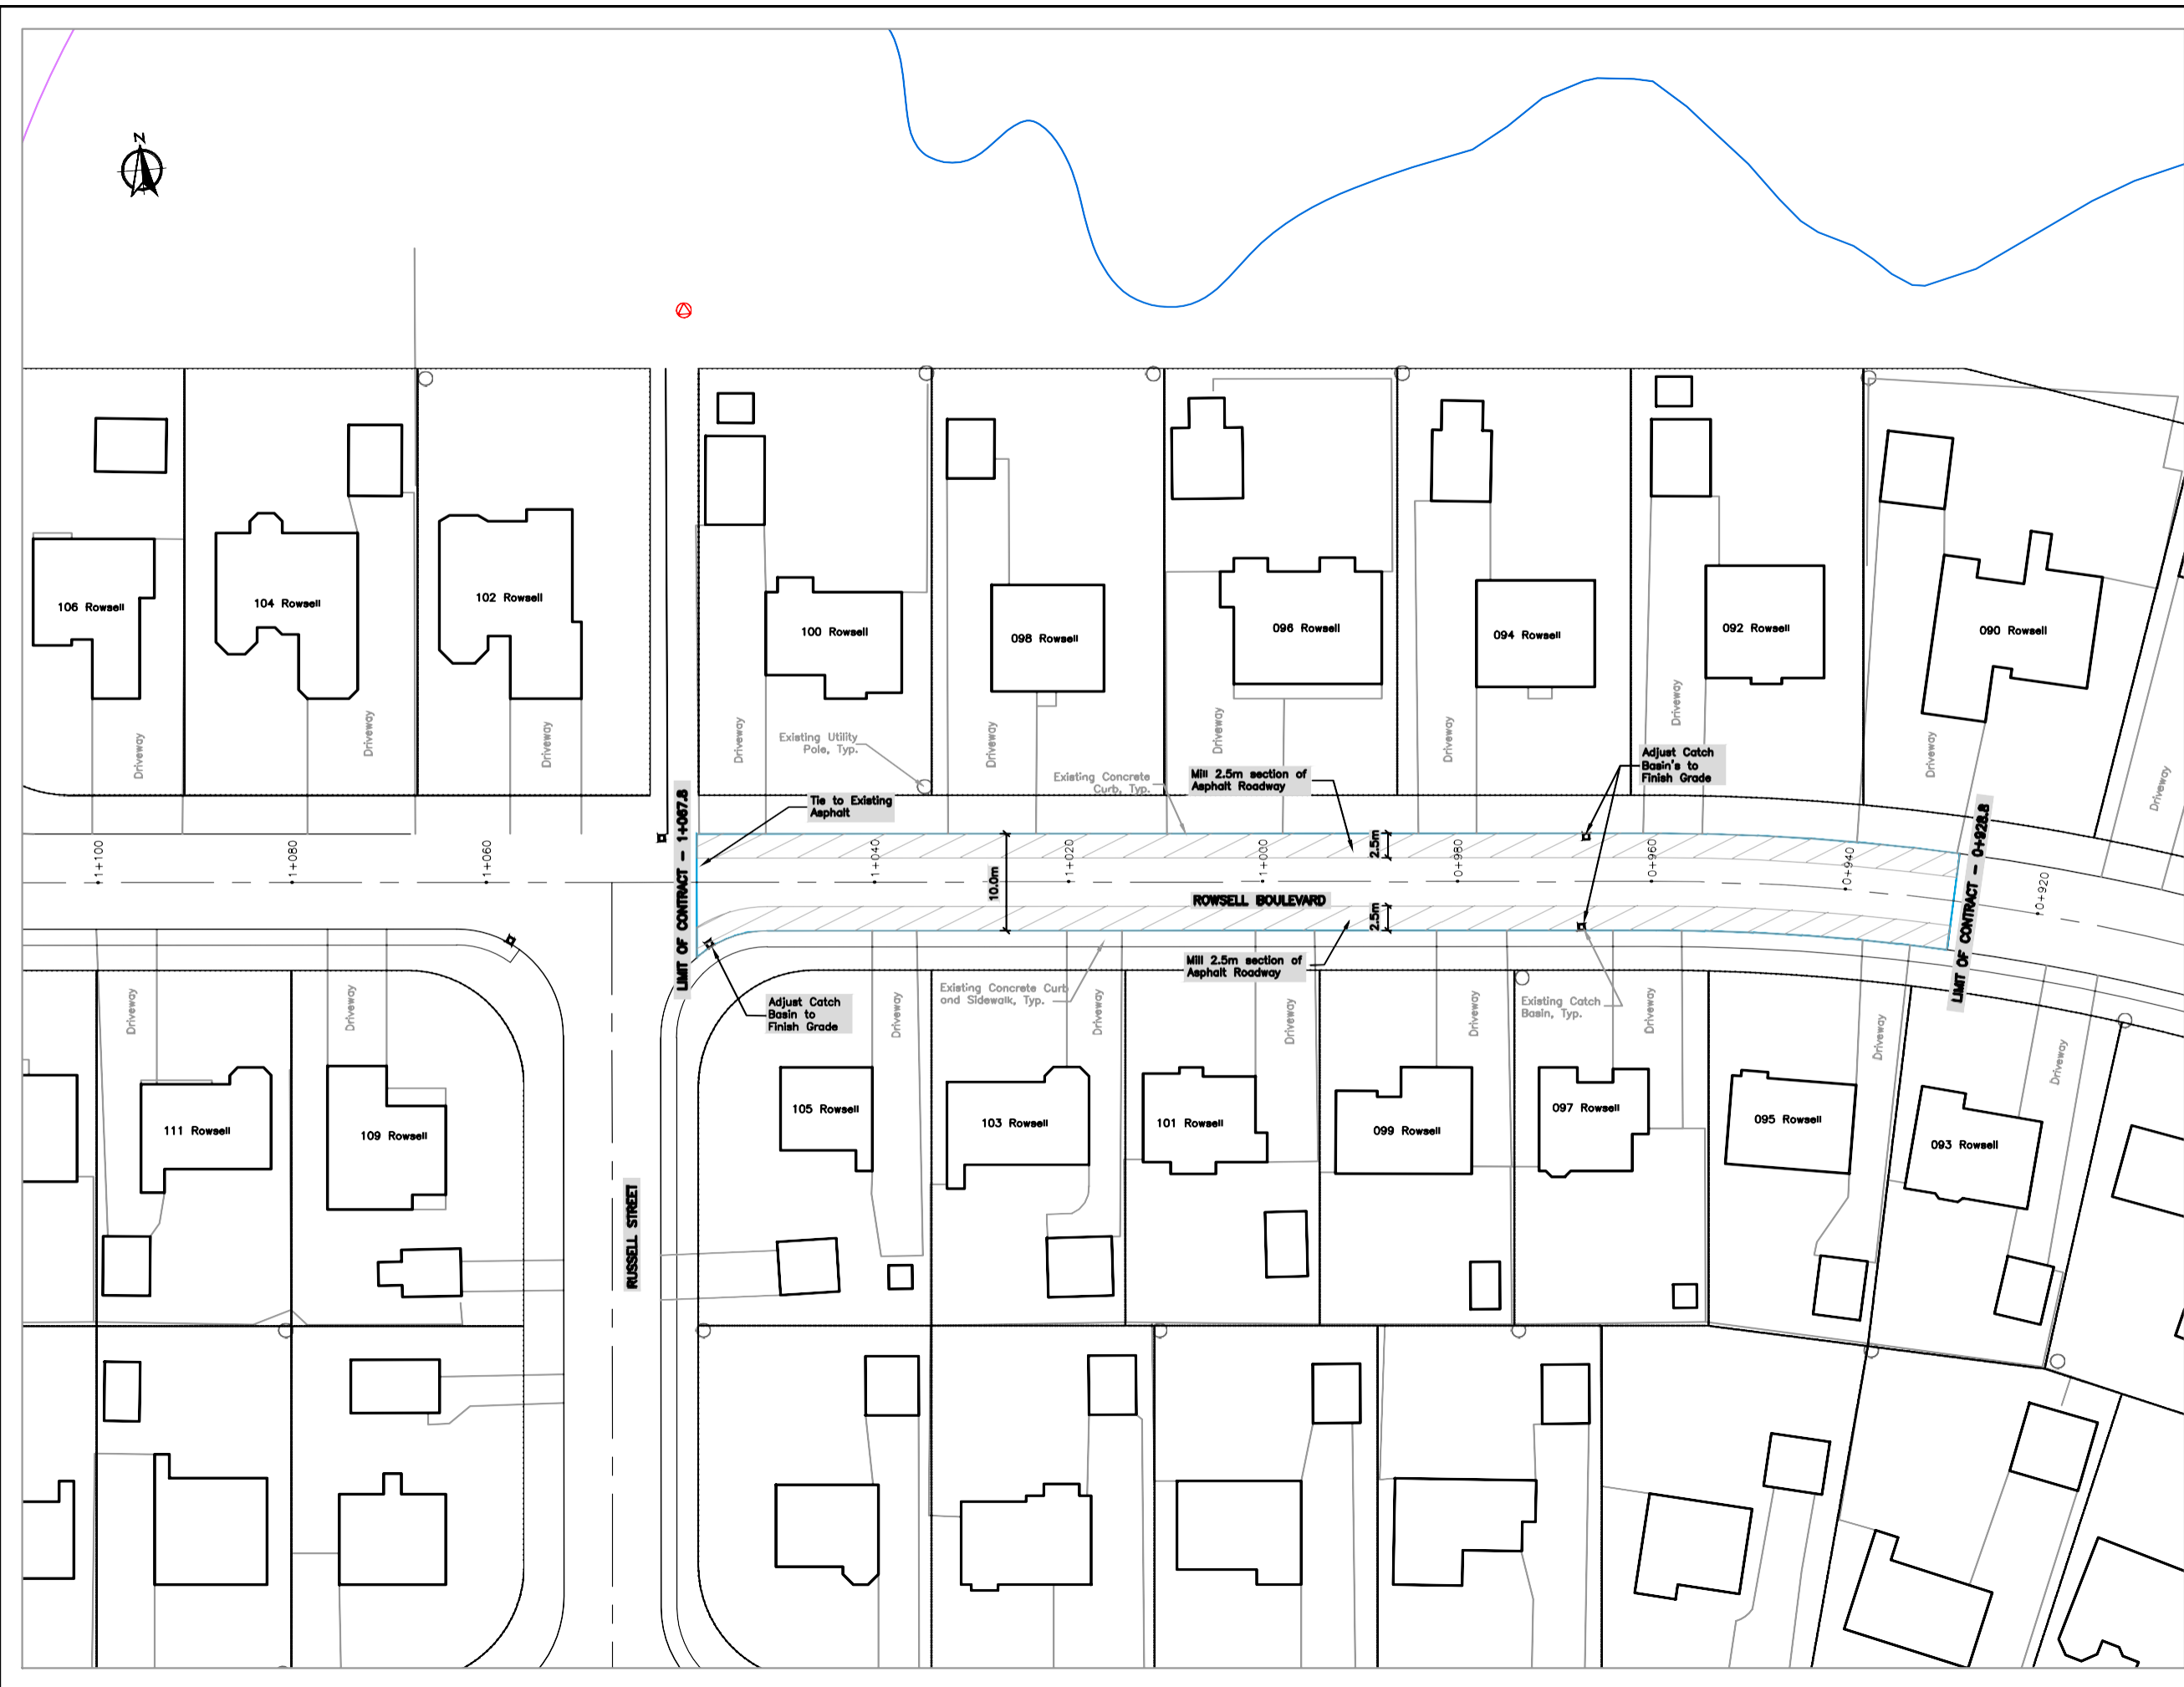 N
106 Rowsell
104 Rowsell
102 Rowsell
100 Rowsell
098 Rowsell
096 Rowsell
094 Rowsell
092 Rowsell
090 Rowsell
Driveway
Driveway
Driveway
Driveway
Driveway
Driveway
Driveway
Driveway
Driveway
Driveway
Existing Utility
Pole, Typ.
Existing Concrete
Curb, Typ.
Mill 2.5m section of
Asphalt Roadway
Adjust Catch
Basin's to
Finish Grade
Tie to Existing
Asphalt
LIMIT OF CONTRACT - 1+067.8
LIMIT OF CONTRACT - 0+928.8
1+100
1+080
1+060
1+040
1+020
1+000
0+980
0+960
0+940
0+920
10.0m
2.5m
2.5m
ROWSELL BOULEVARD
Mill 2.5m section of
Asphalt Roadway
Adjust Catch
Basin to
Finish Grade
Existing Concrete Curb
and Sidewalk, Typ.
Existing Catch
Basin, Typ.
Driveway
Driveway
Driveway
Driveway
Driveway
Driveway
Driveway
Driveway
Driveway
111 Rowsell
109 Rowsell
105 Rowsell
103 Rowsell
101 Rowsell
099 Rowsell
097 Rowsell
095 Rowsell
093 Rowsell
RUSSELL STREET